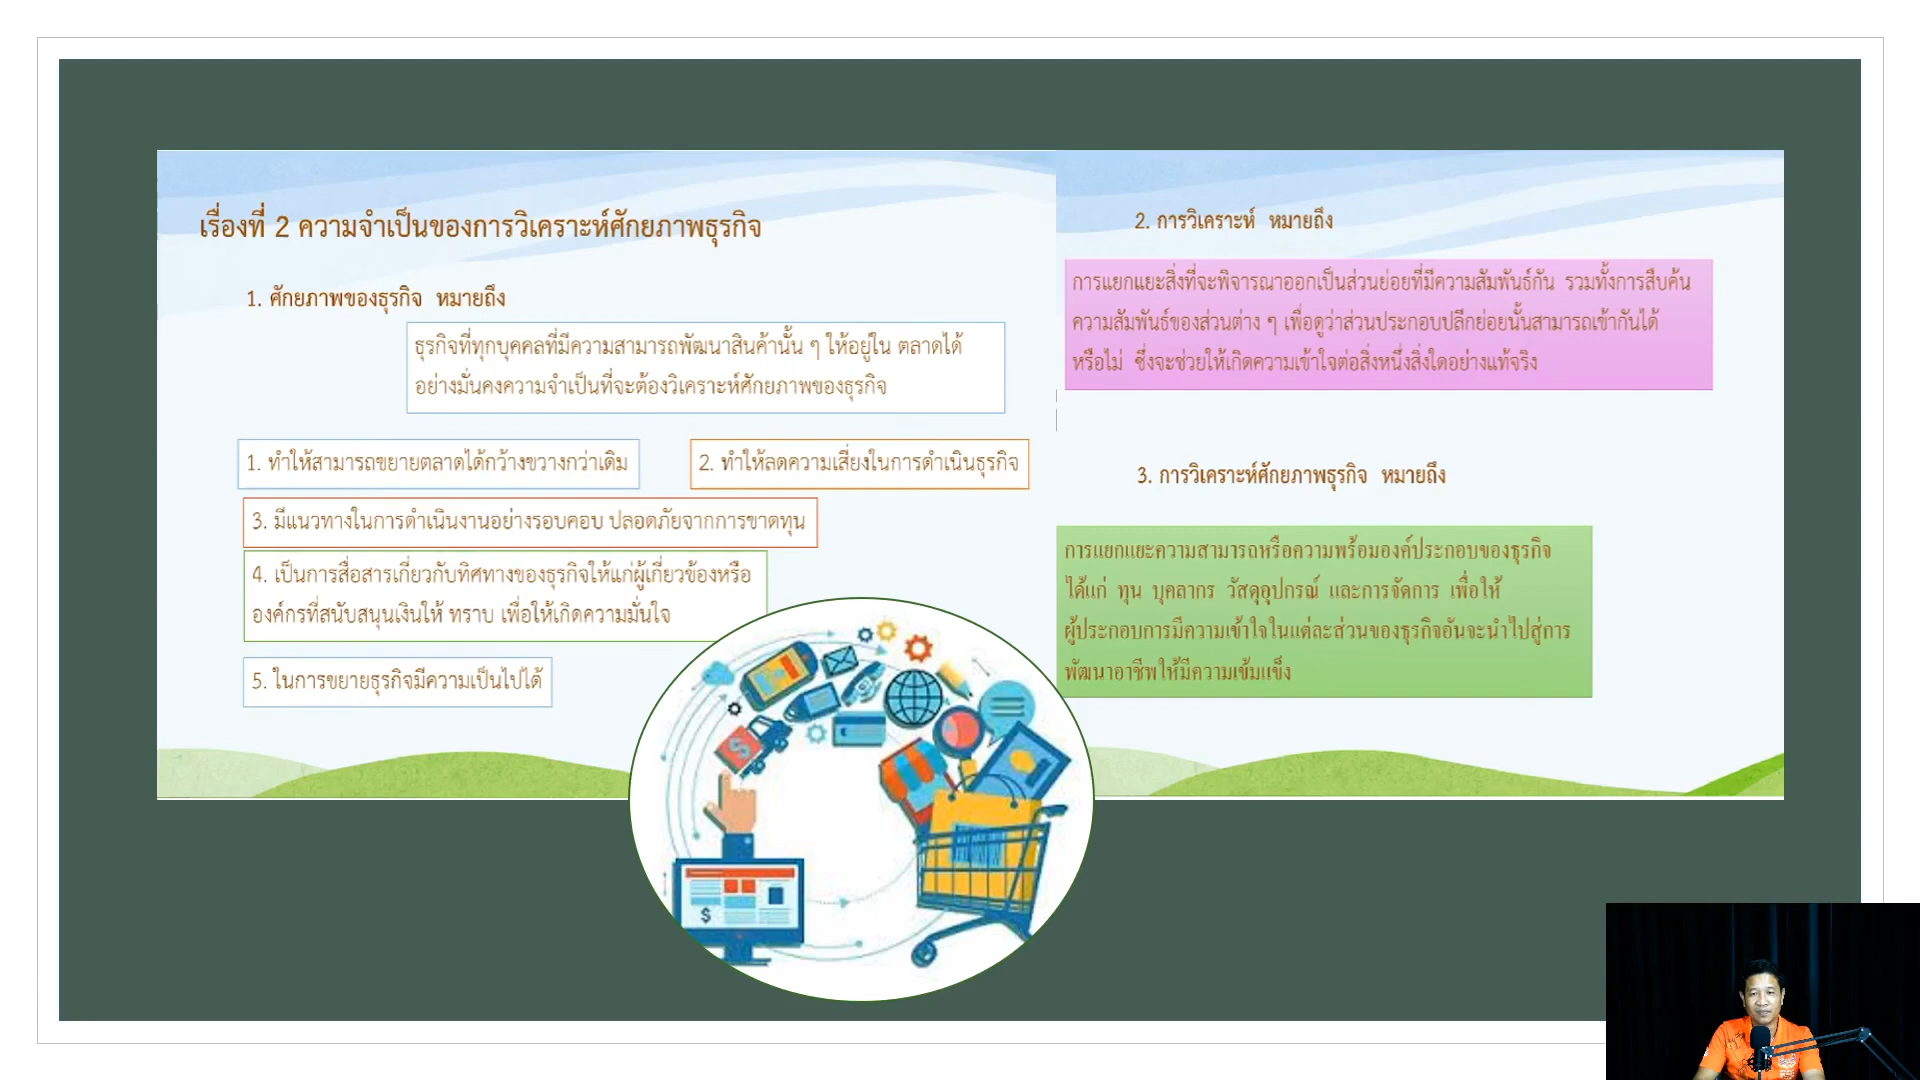 เรื่องที่ 2 ความจำเป็นของการวิเคราะห์ศักยภาพธุรกิจ
1. ศักยภาพของธุรกิจ หมายถึง
ธุรกิจที่ทุกบุคคลที่มีความสามารถพัฒนาสินค้านั้น ๆ ให้อยู่ใน ตลาดได้
อย่างมั่นคงความจำเป็นที่จะต้องวิเคราะห์ศักยภาพของธุรกิจ
1. ทำให้สามารถขยายตลาดได้กว้างขวางกว่าเดิม
2. ทำให้ลดความเสี่ยงในการดำเนินธุรกิจ
3. มีแนวทางในการดำเนินงานอย่างรอบคอบ ปลอดภัยจากการขาดทุน
4. เป็นการสื่อสารเกี่ยวกับทิศทางของธุรกิจให้แก่ผู้เกี่ยวข้องหรือ
องค์กรที่สนับสนุนเงินให้ ทราบ เพื่อให้เกิดความมั่นใจ
5. ในการขยายธุรกิจมีความเป็นไปได้
2. การวิเคราะห์ หมายถึง
การแยกแยะสิ่งที่จะพิจารณาออกเป็นส่วนย่อยที่มีความสัมพันธ์กัน รวมทั้งการสืบค้น
ความสัมพันธ์ของส่วนต่าง ๆ เพื่อดูว่าส่วนประกอบปลีกย่อยนั้นสามารถเข้ากันได้
หรือไม่ ซึ่งจะช่วยให้เกิดความเข้าใจต่อสิ่งหนึ่งสิ่งใดอย่างแท้จริง
3. การวิเคราะห์ศักยภาพธุรกิจ หมายถึง
การแยกแยะความสามารถหรือความพร้อมองค์ประกอบของธุรกิจ
ได้แก่ ทุน บุคลากร วัสดุอุปกรณ์ และการจัดการ เพื่อให้
ผู้ประกอบการมีความเข้าใจในแต่ละส่วนของธุรกิจอันจะนำไปสู่การ
พัฒนาอาชีพให้มีความเข้มแข็ง
$
$